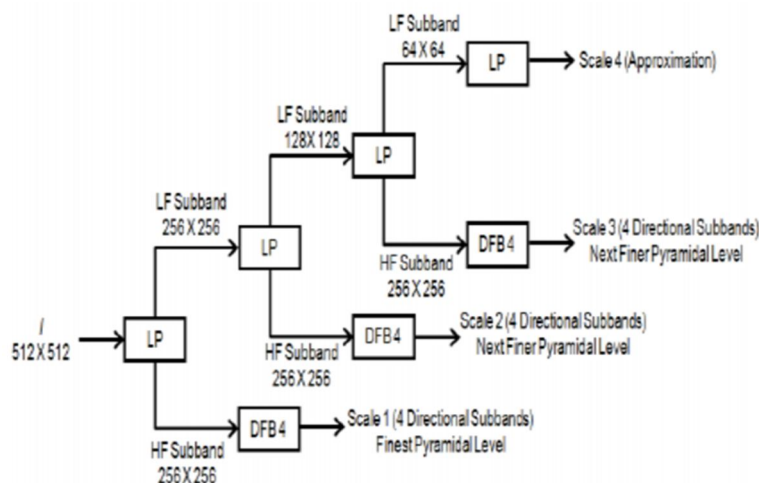 LF Subband
64 X 64
LP
Scale 4 (Approximation)
LF Subband
128X 128
LP
Scale 3 (4 Directional Subbands)
Next Finer Pyramidal Level
DFB 4
HF Subband
256 X 256
LF Subband
256 X 256
LP
Scale 2 (4 Directional Subbands)
Next Finer Pyramidal Level
DFB 4
HF Subband
256 X 256
I
512 X 512
LP
Scale 1 (4 Directional Subbands)
Finest Pyramidal Level
DFB 4
HF Subband
256 X 256